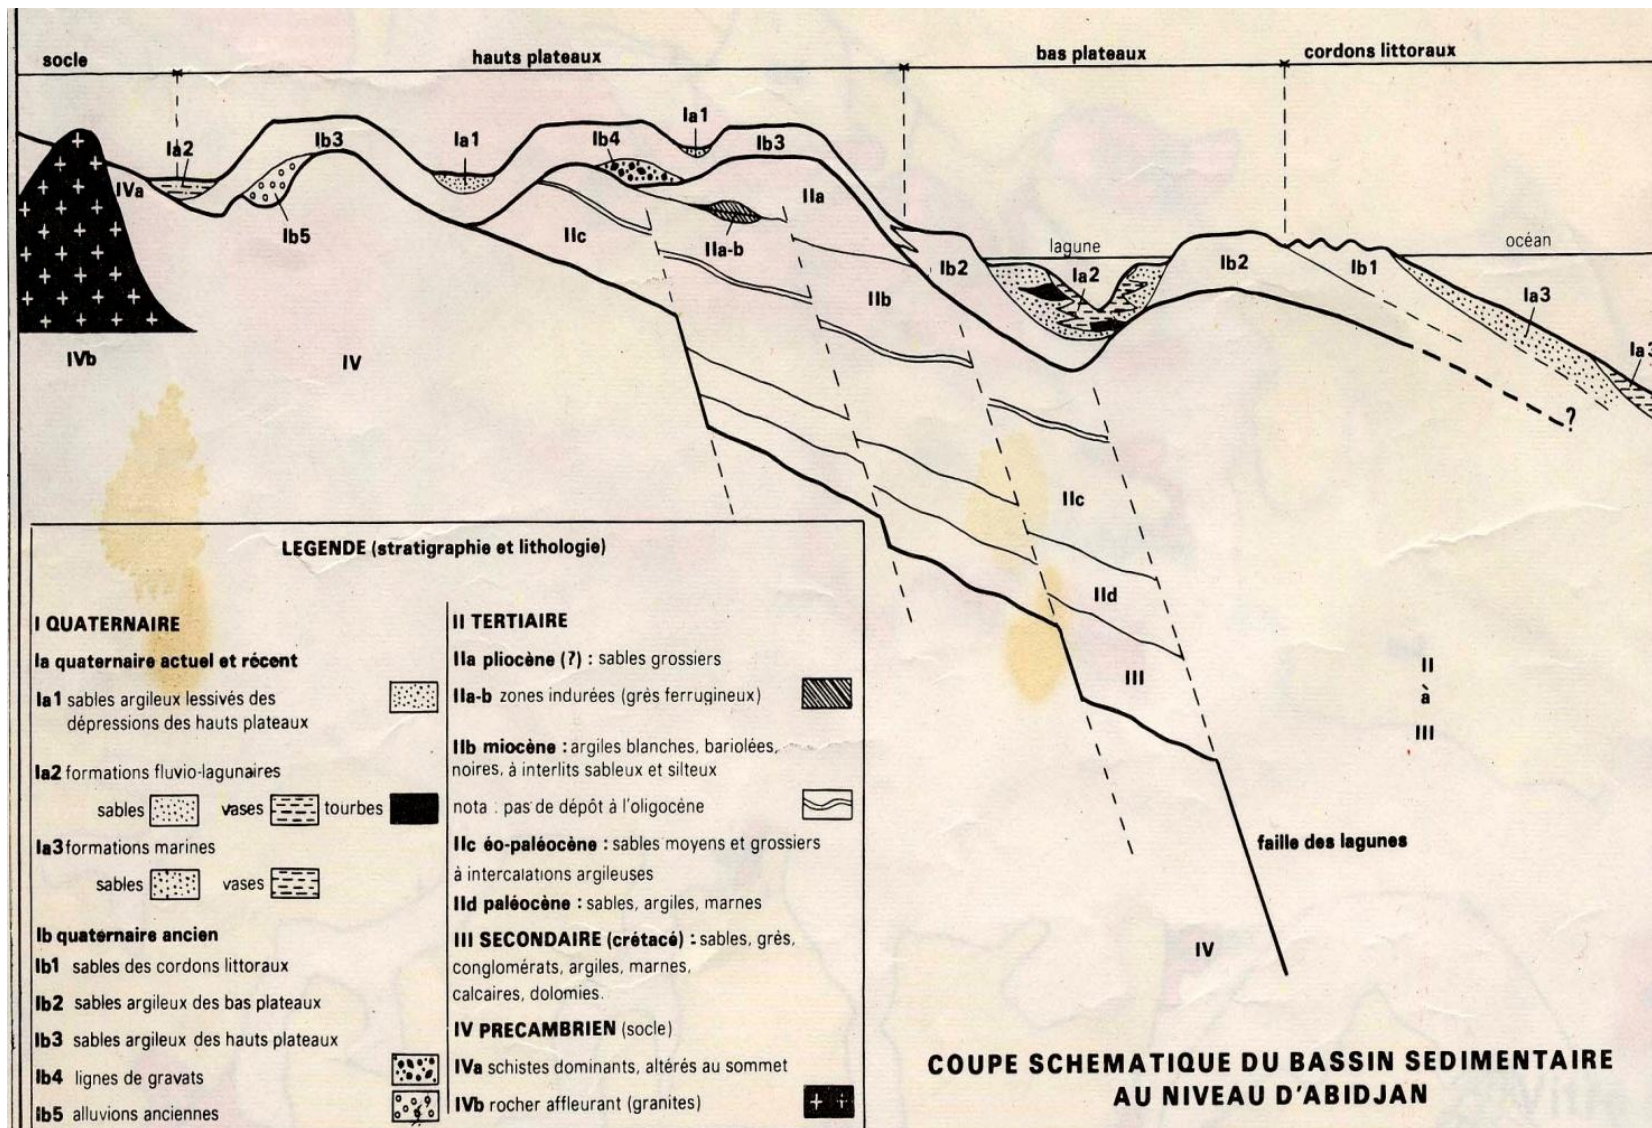 socle
hauts plateaux
bas plateaux
cordons littoraux
Ia2
Ib3
Ia1
Ib4
Ia1
Ib3
IVa
Ib5
IIc
IIa-b
IIa
IIb
Ib2
lagune
Ia2
Ib2
Ib1
océan
Ia3
Ia3
IVb
IV
?
IIc
IId
III
II
à
III
faille des lagunes
IV
LEGENDE (stratigraphie et lithologie)
I QUATERNAIRE
Ia quaternaire actuel et récent
Ia1 sables argileux lessivés des
dépressions des hauts plateaux
Ia2 formations fluvio-lagunaires
sables vases tourbes
Ia3 formations marines
sables vases
Ib quaternaire ancien
Ib1 sables des cordons littoraux
Ib2 sables argileux des bas plateaux
Ib3 sables argileux des hauts plateaux
Ib4 lignes de gravats
Ib5 alluvions anciennes
II TERTIAIRE
IIa pliocène (?) : sables grossiers
IIa-b zones indurées (grès ferrugineux)
IIb miocène : argiles blanches, bariolées,
noires, à interlits sableux et silteux
nota : pas de dépôt à l'oligocène
IIc éo-paléocène : sables moyens et grossiers
à intercalations argileuses
IId paléocène : sables, argiles, marnes
III SECONDAIRE (crétacé) : sables, grès,
conglomérats, argiles, marnes,
calcaires, dolomies.
IV PRECAMBRIEN (socle)
IVa schistes dominants, altérés au sommet
IVb rocher affleurant (granites)
COUPE SCHEMATIQUE DU BASSIN SEDIMENTAIRE
AU NIVEAU D'ABIDJAN